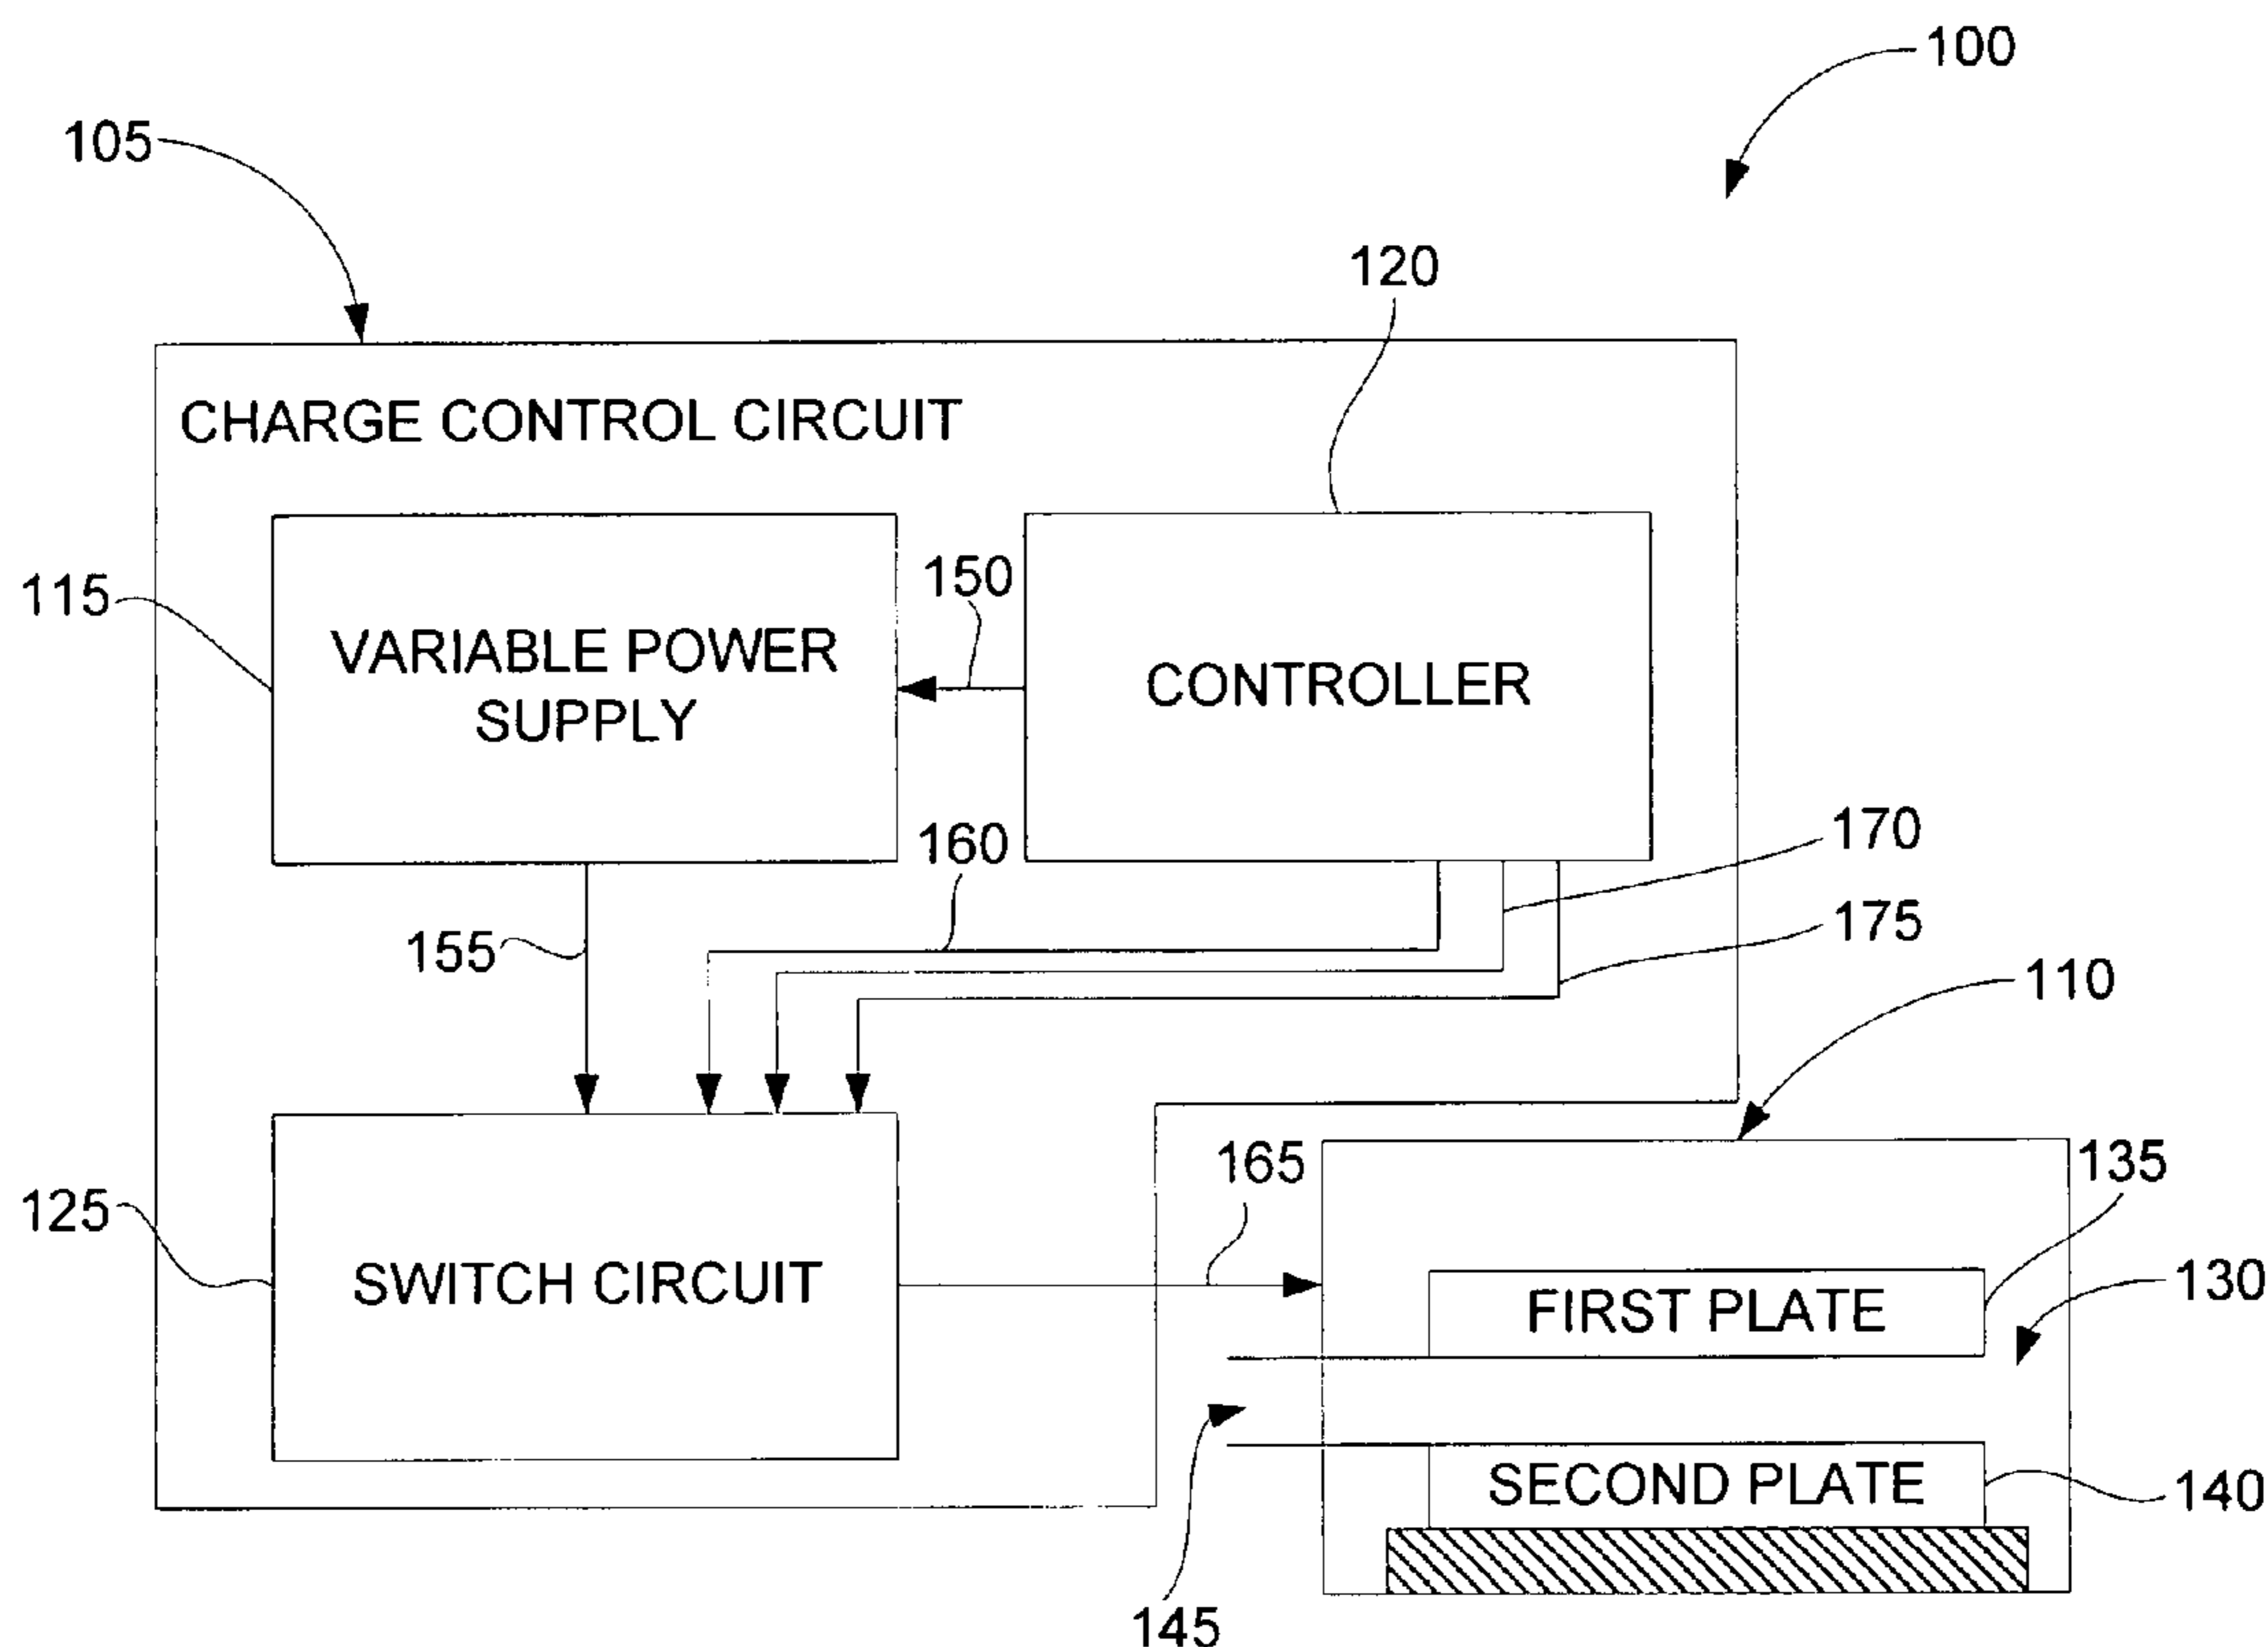 100
105
120
CHARGE CONTROL CIRCUIT
150
115
VARIABLE POWER
SUPPLY
CONTROLLER
160
170
155
175
110
165
135
125
SWITCH CIRCUIT
130
FIRST PLATE
SECOND PLATE
140
145